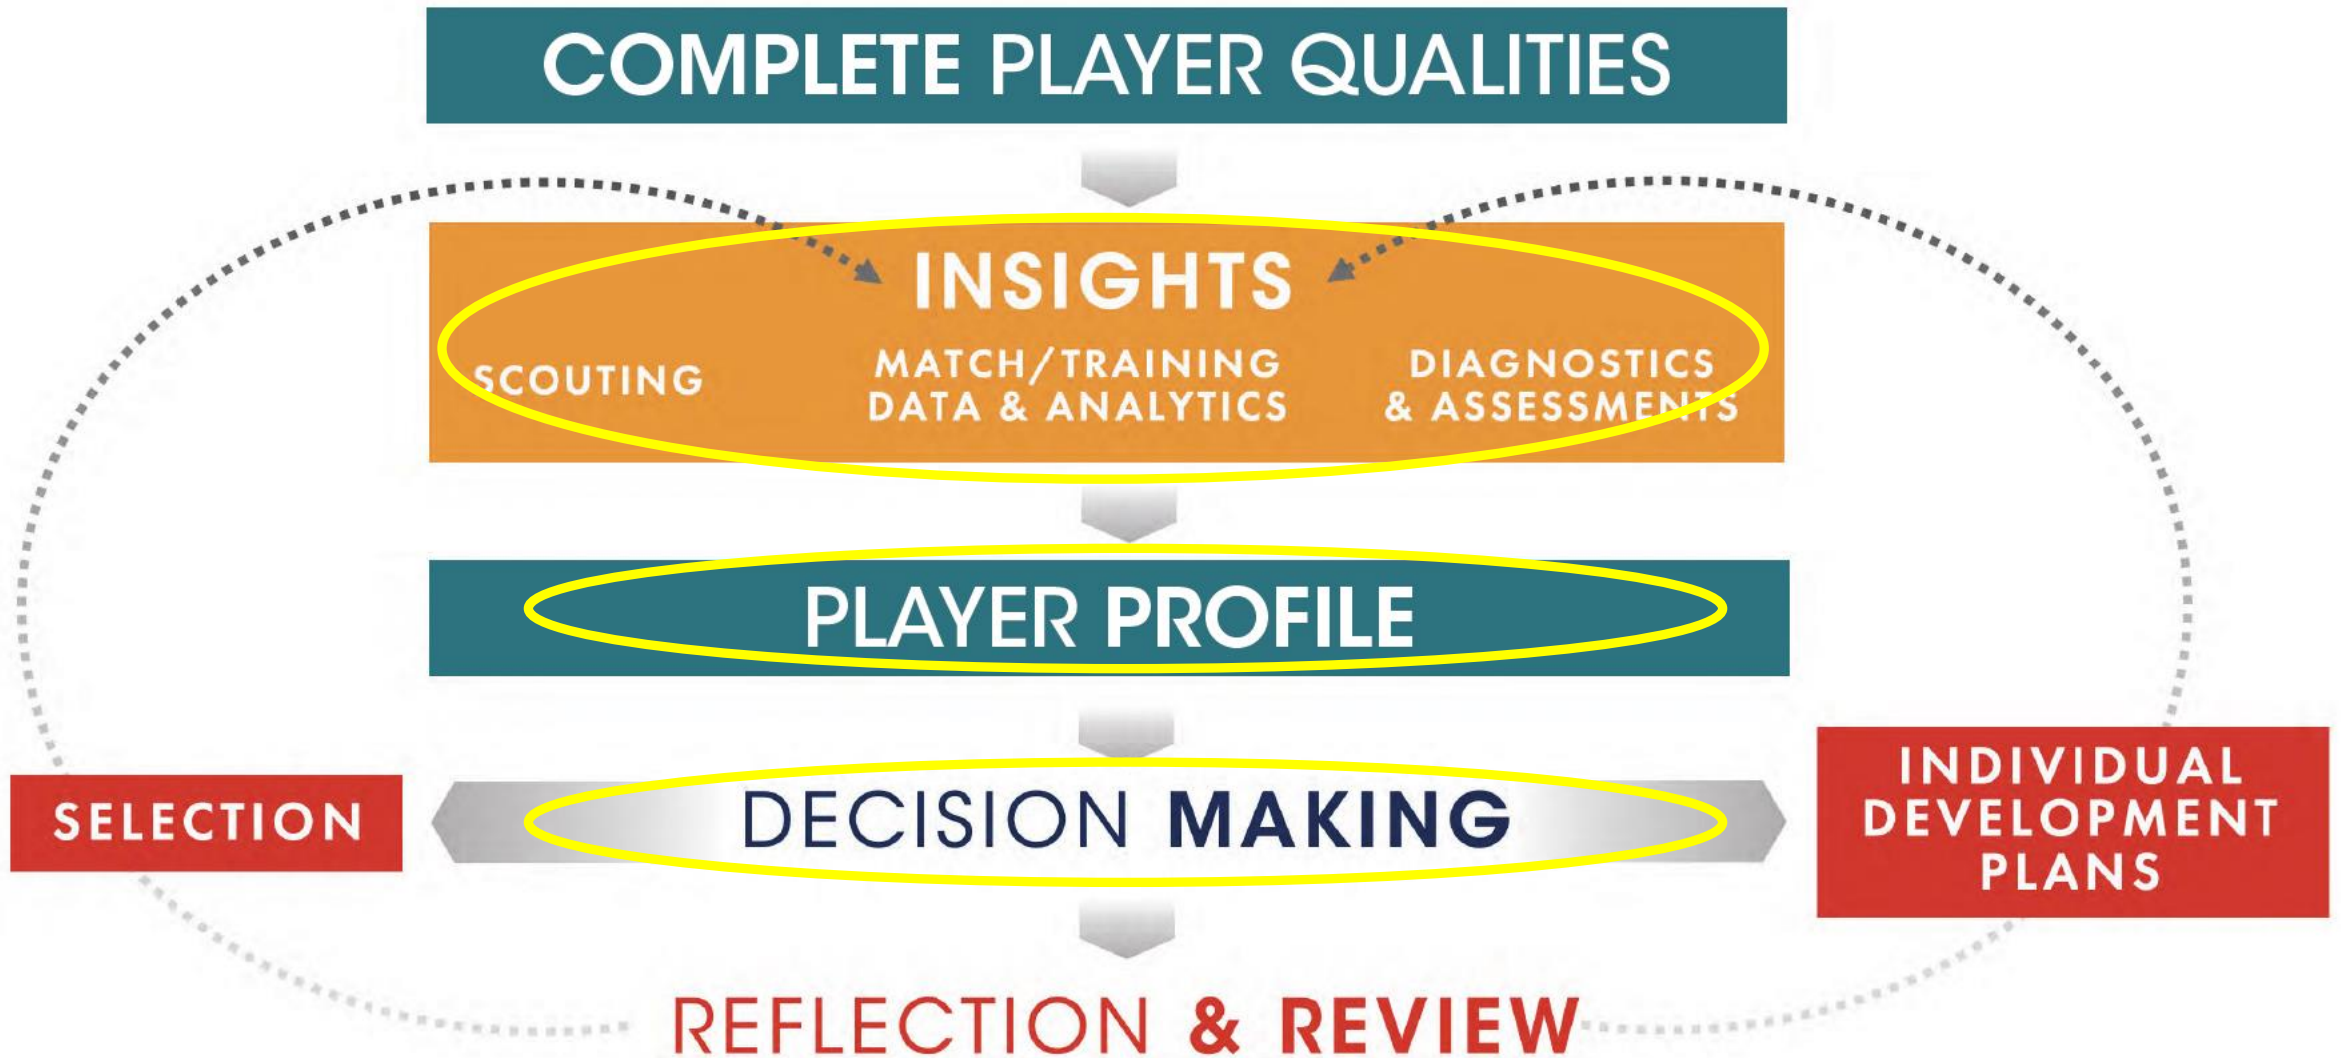 COMPLETE PLAYER QUALITIES
INSIGHTS
SCOUTING
MATCH/TRAINING
DATA & ANALYTICS
DIAGNOSTICS
& ASSESSMENTS
PLAYER PROFILE
SELECTION
DECISION MAKING
INDIVIDUAL
DEVELOPMENT
PLANS
REFLECTION & REVIEW